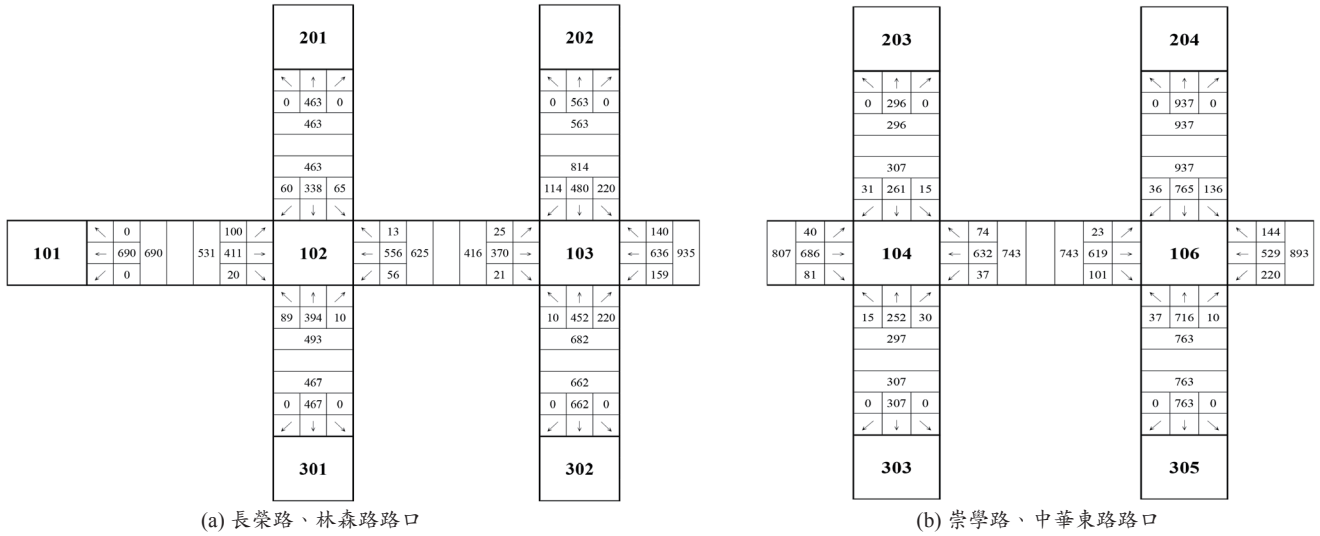 201 202 203 204
↖ ↑ ↗ ↖ ↑ ↗ ↖ ↑ ↗ ↖ ↑ ↗
0 463 0 0 563 0 0 296 0 0 937 0
463 563 296 937
463 814 307 937
60 338 65 114 480 220 31 261 15 36 765 136
↙ ↓ ↘ ↙ ↓ ↘ ↙ ↓ ↘ ↙ ↓ ↘
↖ 0 100 ↗ ↖ 13 25 ↗ ↖ 140 40 ↗ ↖ 74 23 ↗ ↖ 144
101 ← 690 690 531 411 → 102 ← 556 625 416 370 → 103 ← 636 935 807 686 → 104 ← 632 743 743 619 → 106 ← 529 893
↙ 0 20 ↘ ↙ 56 21 ↘ ↙ 159 81 ↘ ↙ 37 101 ↘ ↙ 220
↖ ↑ ↗ ↖ ↑ ↗ ↖ ↑ ↗ ↖ ↑ ↗
89 394 10 10 452 220 15 252 30 37 716 10
493 682 297 763
467 662 307 763
0 467 0 0 662 0 0 307 0 0 763 0
↙ ↓ ↘ ↙ ↓ ↘ ↙ ↓ ↘ ↙ ↓ ↘
301 302 303 305
(a) 長榮路、林森路路口 (b) 崇學路、中華東路路口